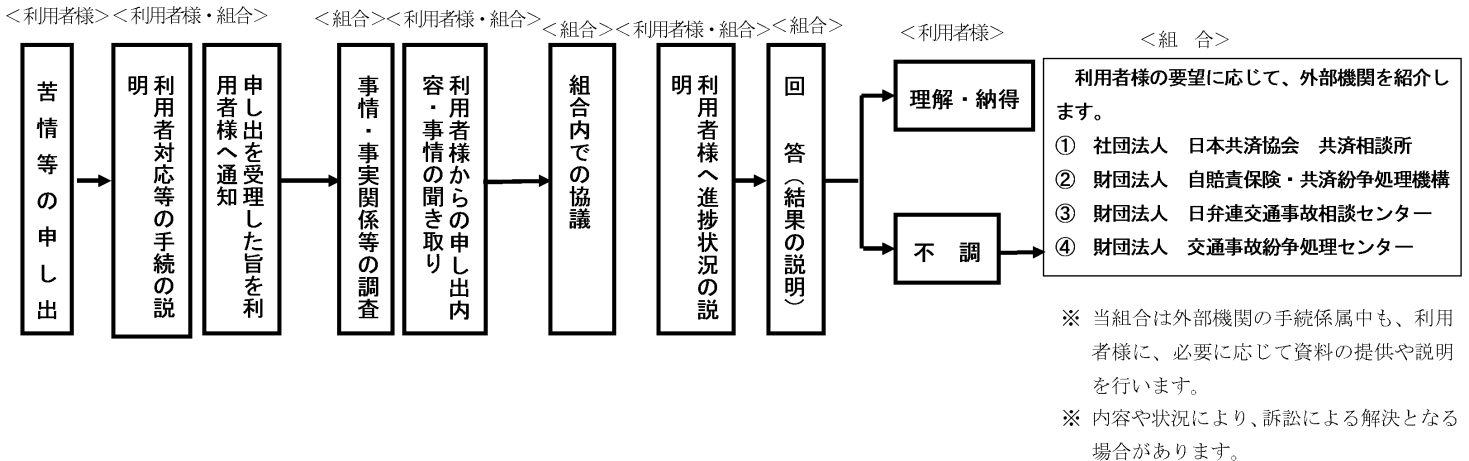 ＜利用者様＞
苦情等の申し出
＜利用者様・組合＞
利用者対応等の手続の説
明
申し出を受理した旨を利
用者様へ通知
＜組合＞
事情・事実関係等の調査
＜利用者様・組合＞
利用者様からの申し出内
容・事情の聞き取り
＜組合＞
組合内での協議
＜利用者様・組合＞
利用者様へ進捗状況の説
明
＜組合＞
回　答（結果の説明）
＜利用者様＞
理解・納得
不　調
＜組　合＞
利用者様の要望に応じて、外部機関を紹介し
ます。
①　社団法人　日本共済協会　共済相談所
②　財団法人　自賠責保険・共済紛争処理機構
③　財団法人　日弁連交通事故相談センター
④　財団法人　交通事故紛争処理センター
※ 当組合は外部機関の手続係属中も、利用
者様に、必要に応じて資料の提供や説明
を行います。
※ 内容や状況により、訴訟による解決となる
場合があります。